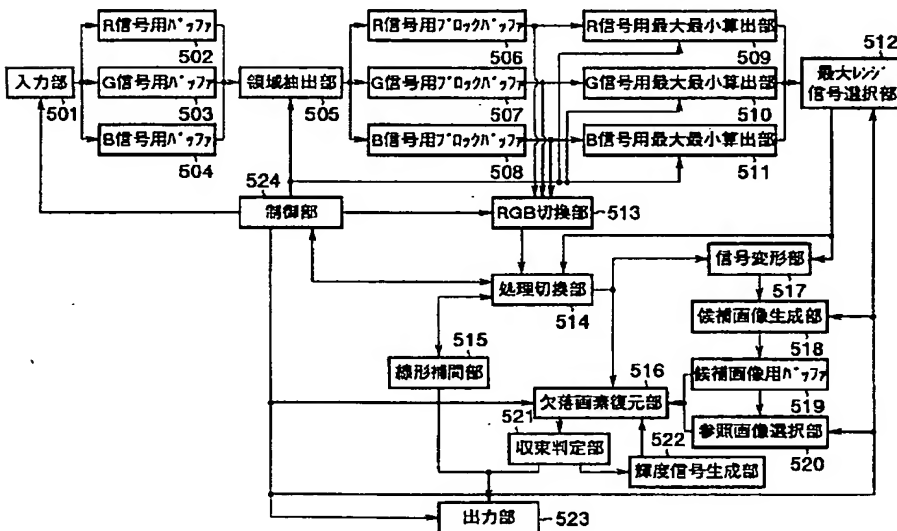 R信号用バッファ
502
G信号用バッファ
503
B信号用バッファ
504
入力部
501
領域抽出部
505
R信号用ブロックバッファ
506
G信号用ブロックバッファ
507
B信号用ブロックバッファ
508
R信号用最大最小算出部
509
G信号用最大最小算出部
510
B信号用最大最小算出部
511
512
最大レンジ
信号選択部
524
制御部
RGB切換部
513
処理切換部
514
信号変形部
517
候補画像生成部
518
515
線形補間部
516
欠落画素復元部
候補画像用バッファ
519
参照画像選択部
520
521
収束判定部
522
輝度信号生成部
出力部
523